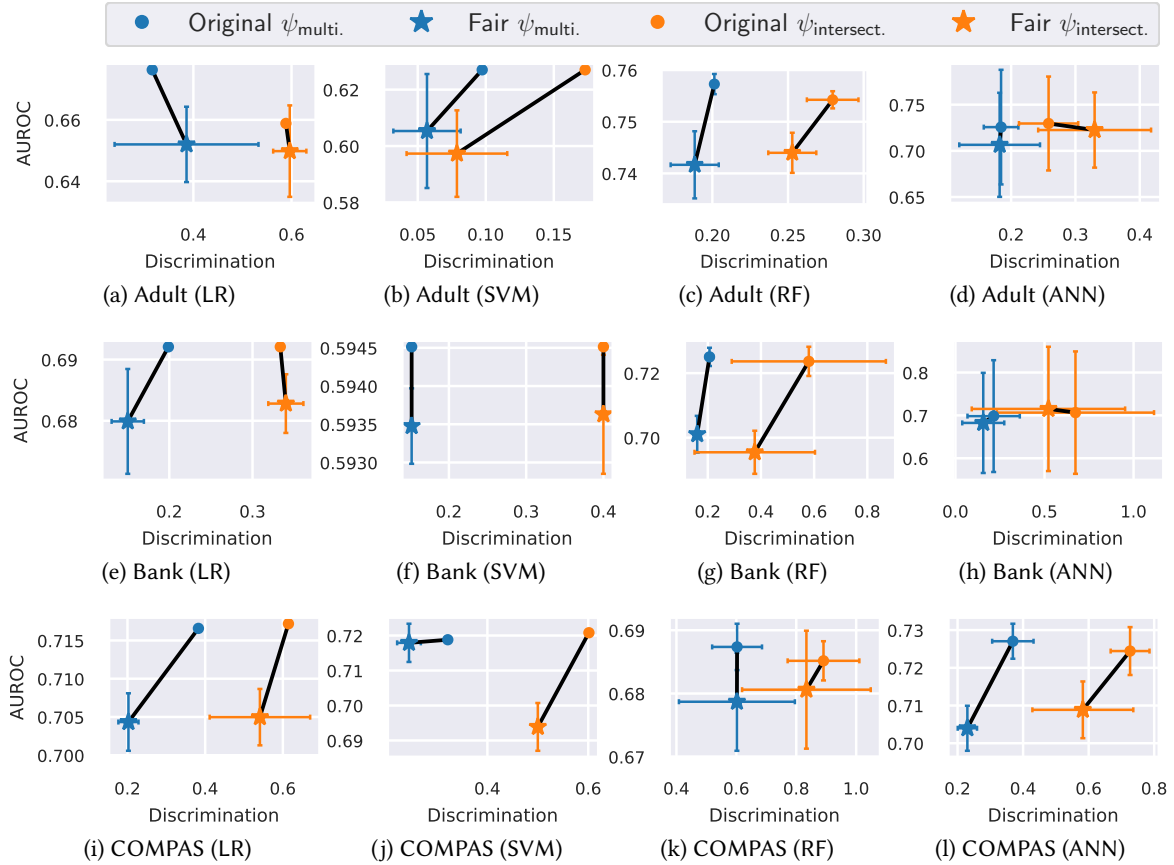 Original ψmulti. Fair ψmulti. Original ψintersect. Fair ψintersect.
AUROC
0.66
0.64
0.4 0.6
Discrimination
(a) Adult (LR)
0.62
0.60
0.58
0.05 0.10 0.15
Discrimination
(b) Adult (SVM)
0.76
0.75
0.74
0.20 0.25 0.30
Discrimination
(c) Adult (RF)
0.75
0.70
0.65
0.2 0.3 0.4
Discrimination
(d) Adult (ANN)
AUROC
0.69
0.68
0.2 0.3
Discrimination
(e) Bank (LR)
0.5945
0.5940
0.5935
0.5930
0.2 0.3 0.4
Discrimination
(f) Bank (SVM)
0.72
0.70
0.2 0.4 0.6 0.8
Discrimination
(g) Bank (RF)
0.8
0.7
0.6
0.0 0.5 1.0
Discrimination
(h) Bank (ANN)
AUROC
0.715
0.710
0.705
0.700
0.2 0.4 0.6
Discrimination
(i) COMPAS (LR)
0.72
0.71
0.70
0.69
0.4 0.6
Discrimination
(j) COMPAS (SVM)
0.69
0.68
0.67
0.4 0.6 0.8 1.0
Discrimination
(k) COMPAS (RF)
0.73
0.72
0.71
0.70
0.2 0.4 0.6 0.8
Discrimination
(l) COMPAS (ANN)